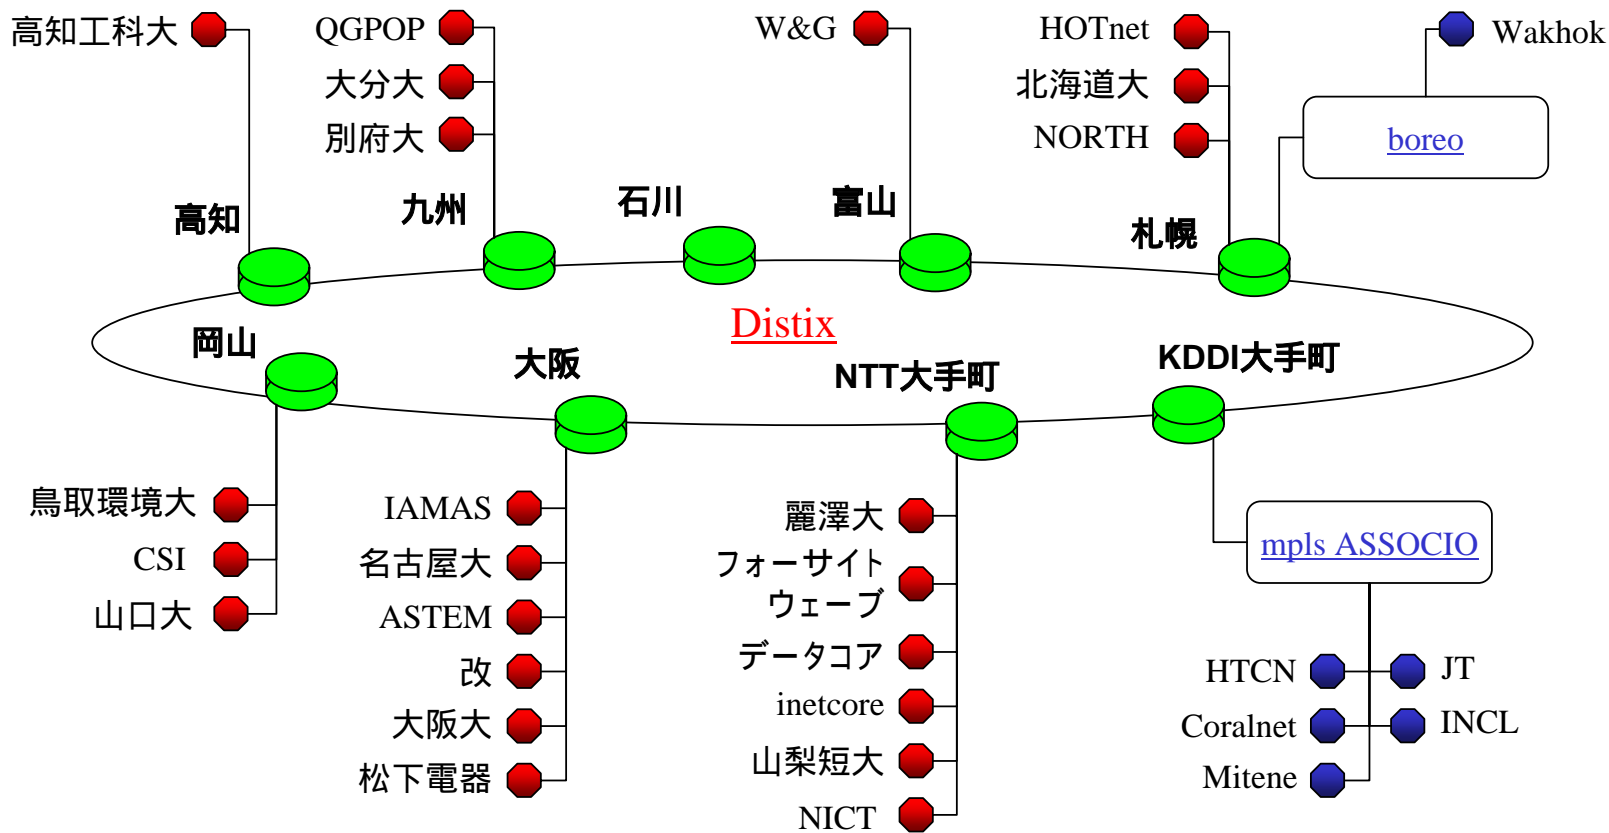 高知工科大
QGPOP
大分大
別府大
W&G
HOTnet
北海道大
NORTH
Wakhok
boreo
高知
九州
石川
富山
札幌
Distix
岡山
大阪
NTT大手町
KDDI大手町
鳥取環境大
CSI
山口大
IAMAS
名古屋大
ASTEM
改
大阪大
松下電器
麗澤大
フォーサイト
ウェーブ
データコア
inetcore
山梨短大
NICT
mpls ASSOCIO
HTCN
JT
Coralnet
INCL
Mitene